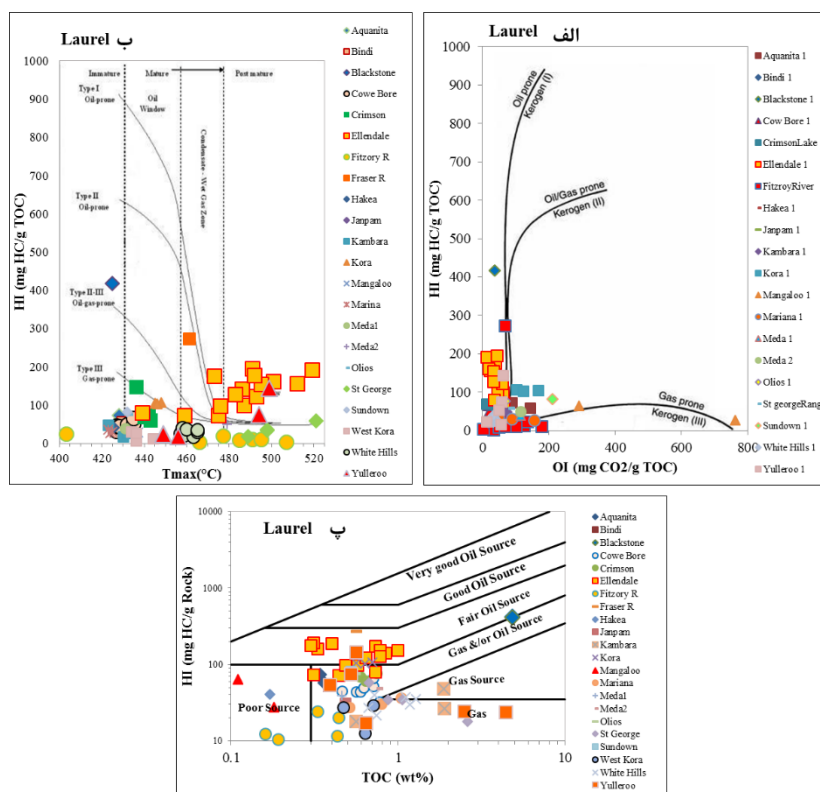 Laurel ب
HI (mg HC/g TOC)
1000
900
800
700
600
500
400
300
200
100
0
Immature
Mature
Post mature
Type I
Oil-prone
Oil
Window
Condensate - Wet Gas Zone
Type II
Oil-prone
Type II-III
Oil-gas-prone
Type III
Gas-prone
400
420
440
460
480
500
520
Tmax(°C)
Aquanita
Bindi
Blackstone
Cowe Bore
Crimson
Ellendale
Fitzory R
Fraser R
Hakea
Janpam
Kambara
Kora
Mangaloo
Marina
Meda1
Meda2
Olios
St George
Sundown
West Kora
White Hills
Yulleroo
Laurel الف
HI (mg HC/g TOC)
1000
900
800
700
600
500
400
300
200
100
0
Oil prone
Kerogen (I)
Oil/Gas prone
Kerogen (II)
Gas prone
Kerogen (III)
0
200
400
600
800
OI (mg CO2/g TOC)
Aquanita 1
Bindi 1
Blackstone 1
Cow Bore 1
CrimsonLake
Ellendale 1
FitzroyRiver
Hakea 1
Janpam 1
Kambara 1
Kora 1
Mangaloo 1
Mariana 1
Meda 1
Meda 2
Olios 1
St georgeRang
Sundown 1
White Hills 1
Yulleroo 1
Laurel پ
HI (mg HC/g Rock)
10000
1000
100
10
Very good Oil Source
Good Oil Source
Fair Oil Source
Gas &/or Oil Source
Gas Source
Poor Source
Gas
0.1
1
10
TOC (wt%)
Aquanita
Bindi
Blackstone
Cowe Bore
Crimson
Ellendale
Fitzory R
Fraser R
Hakea
Janpam
Kambara
Kora
Mangaloo
Mariana
Meda1
Meda2
Olios
St George
Sundown
West Kora
White Hills
Yulleroo